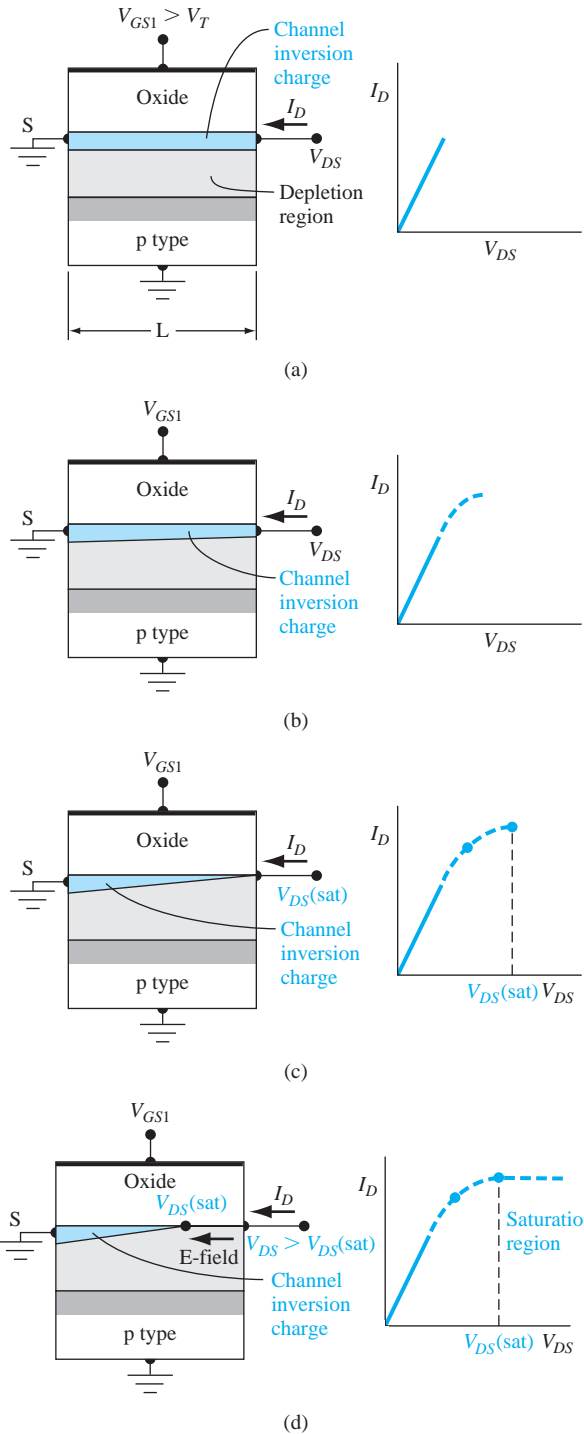 V_GS1 > V_T
Channel
inversion
charge
Oxide
I_D
S
V_DS
Depletion
region
p type
L
I_D
V_DS
(a)
V_GS1
Oxide
I_D
S
V_DS
Channel
inversion
charge
p type
I_D
V_DS
(b)
V_GS1
Oxide
I_D
S
V_DS(sat)
Channel
inversion
charge
p type
I_D
V_DS(sat) V_DS
(c)
V_GS1
Oxide
V_DS(sat)
I_D
S
V_DS > V_DS(sat)
E-field
Channel
inversion
charge
p type
I_D
Saturatio
region
V_DS(sat) V_DS
(d)